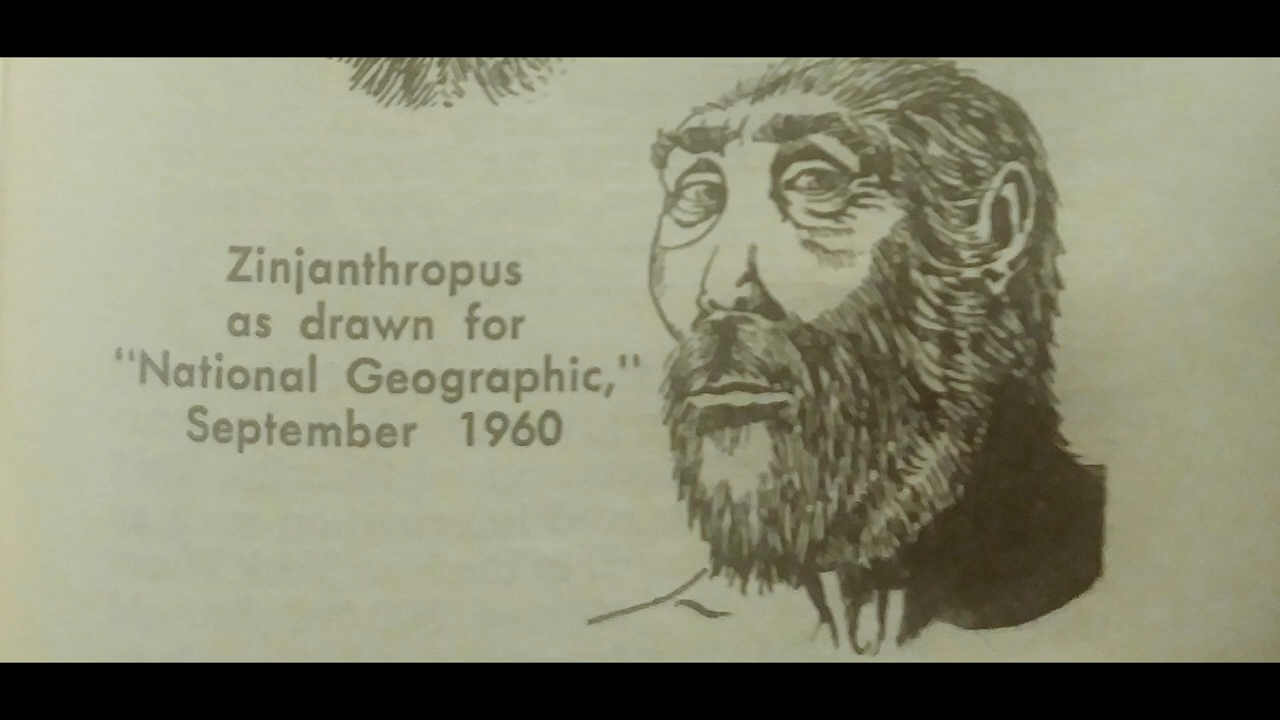 Zinjanthropus
as drawn for
"National Geographic,"
September 1960